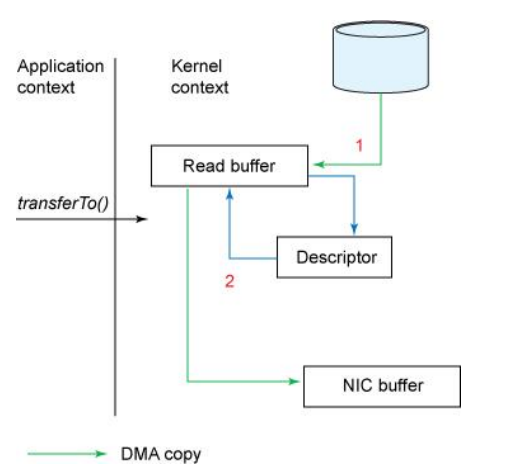 Application
context
Kernel
context
1
Read buffer
transferTo()
Descriptor
2
NIC buffer
DMA copy